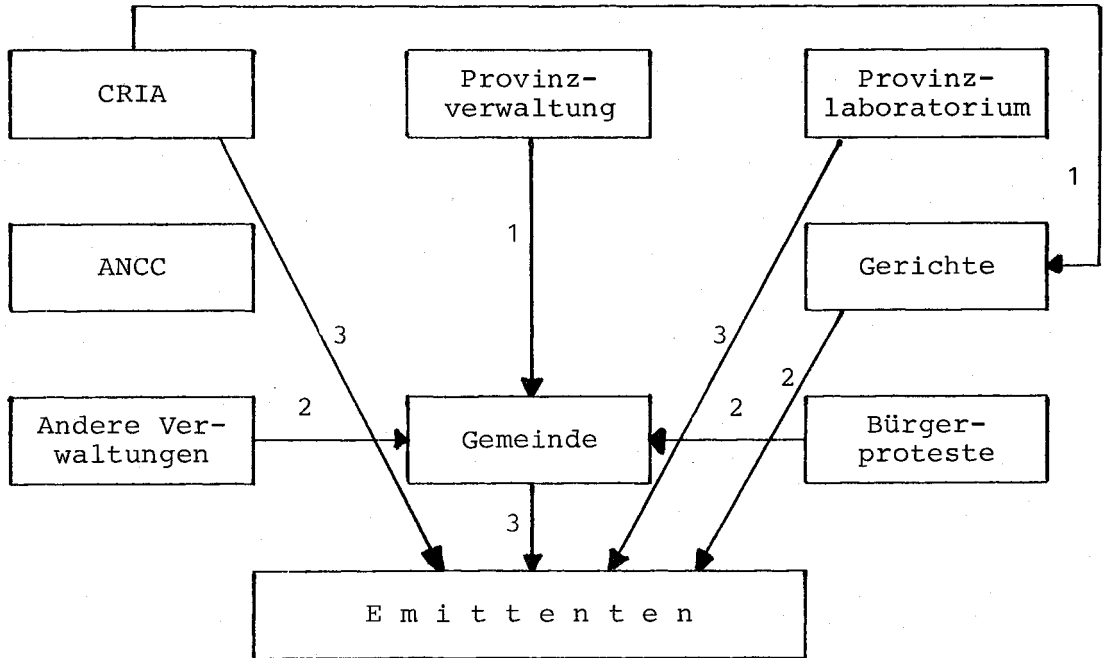 CRIA
Provinz-
verwaltung
Provinz-
laboratorium
1
1
ANCC
Gerichte
3
3
2
Andere Ver-
waltungen
2
Gemeinde
2
Bürger-
proteste
3
Emittenten